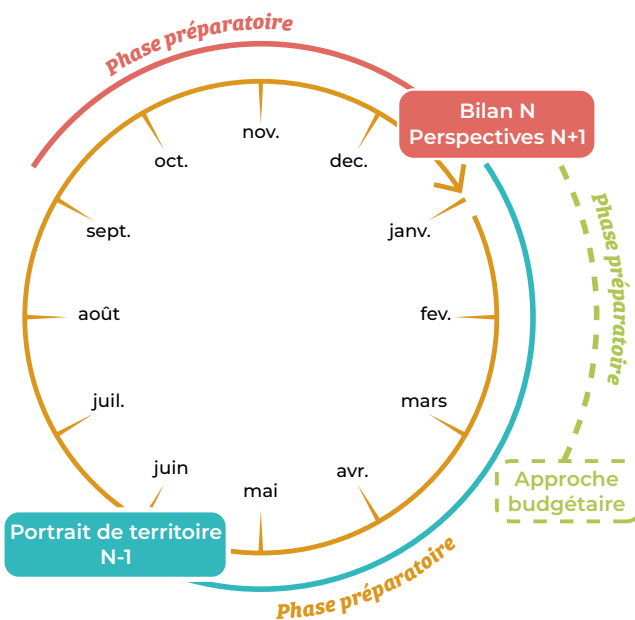 Phase préparatoire
Bilan N
Perspectives N+1
nov.
dec.
oct.
janv.
sept.
Phase préparatoire
août
fev.
juil.
mars
juin
avr.
mai
Approche
budgétaire
Portrait de territoire
N-1
Phase préparatoire